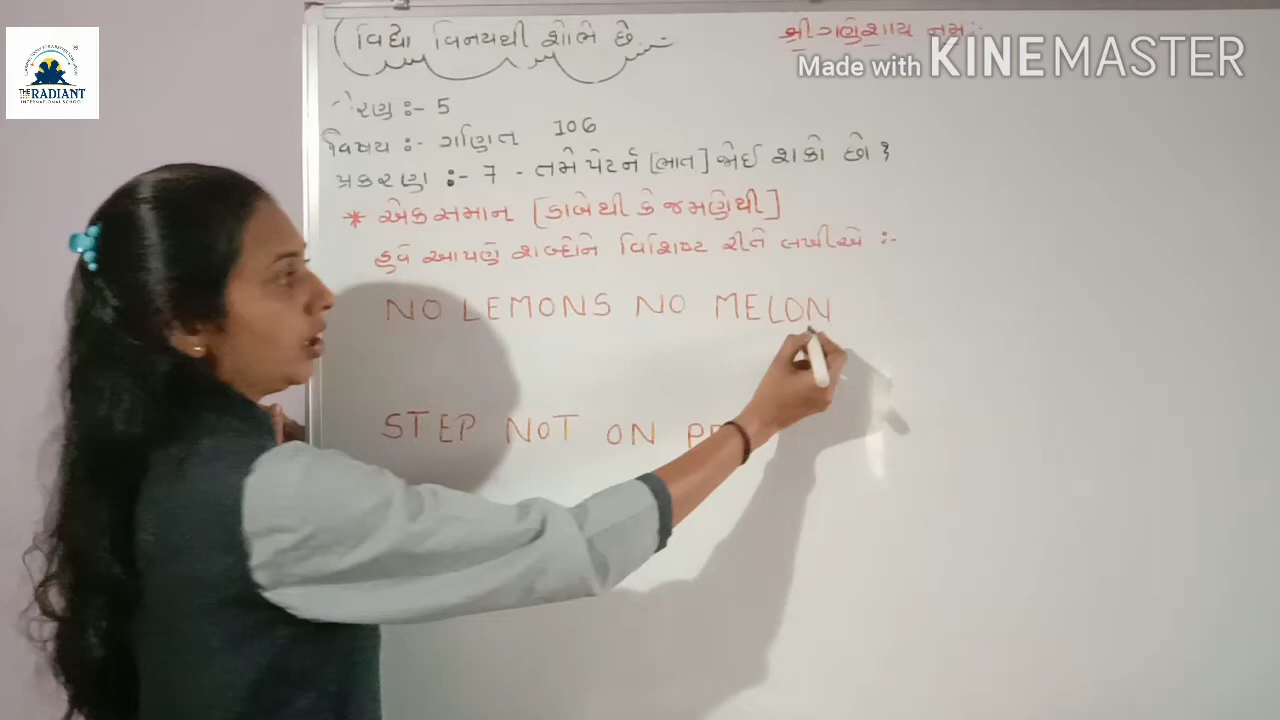 THE RADIANT
INTERNATIONAL SCHOOL
Made with KINEMASTER
શ્રી ગણેશાય નમઃ
વિદ્યા વિનયથી શોભે છે.
ધોરણ :- 5
વિષય :- ગણિત 106
પ્રકરણ :- 7 - તમે પેટર્ન [ભાત] જોઈ શકો છો ?
* એકસમાન [ડાબેથી કે જમણેથી]
હવે આપણે શબ્દોને વિશિષ્ટ રીતે લખીએ :-
NO LEMONS NO MELON
STEP NOT ON